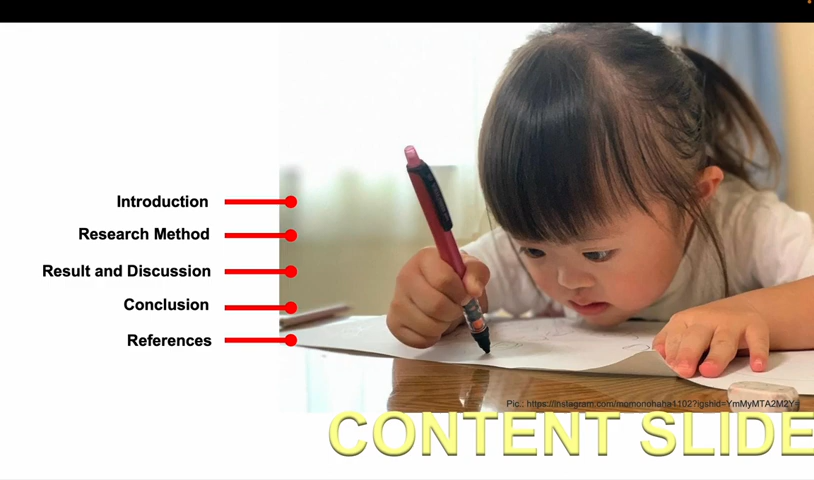 Introduction
Research Method
Result and Discussion
Conclusion
References
Pic.: https://instagram.com/momonohaha1102?igshid=YmMyMTA2M2Y=
CONTENT SLIDE